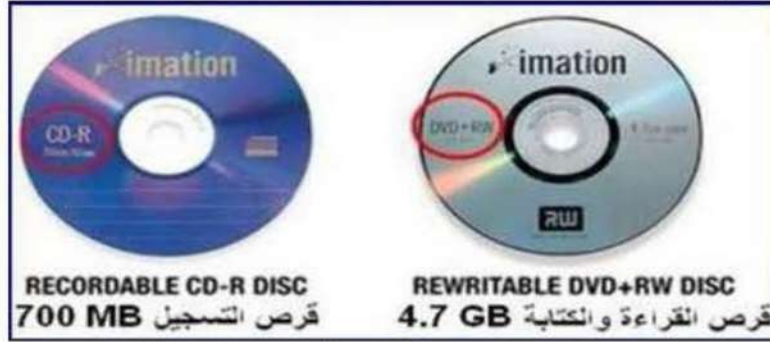 imation
CD-R
imation
DVD+RW
RW
RECORDABLE CD-R DISC
قرص التسجيل 700 MB
REWRITABLE DVD+RW DISC
قرص القراءة والكتابة 4.7 GB